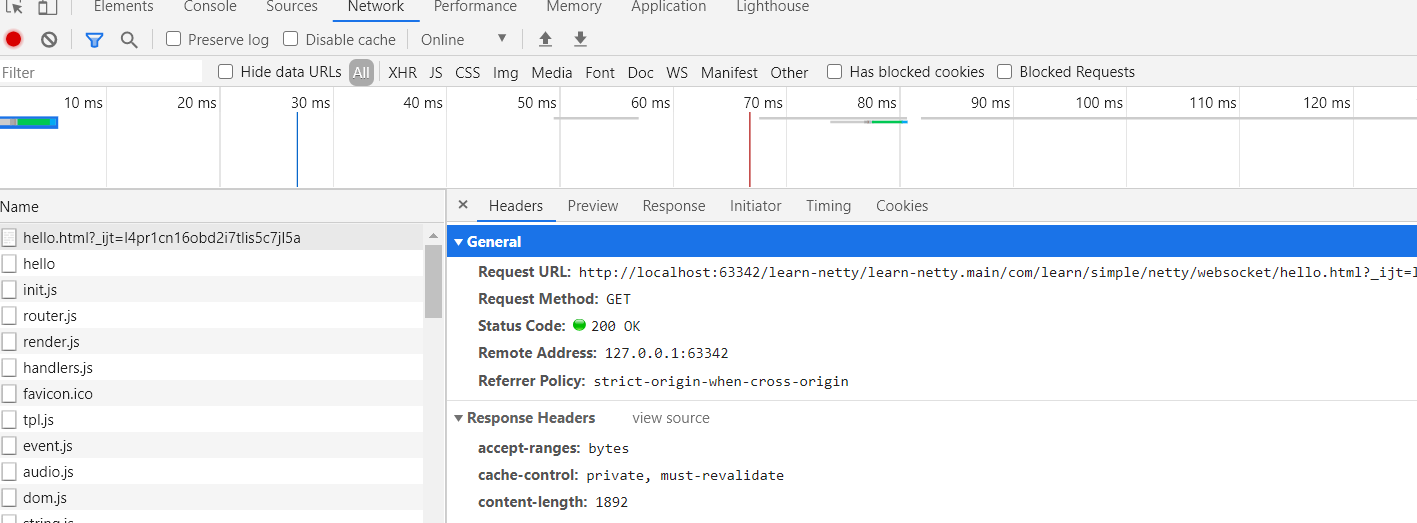 Elements Console Sources Network Performance Memory Application Lighthouse
Preserve log Disable cache Online
Filter Hide data URLs All XHR JS CSS Img Media Font Doc WS Manifest Other Has blocked cookies Blocked Requests
10 ms 20 ms 30 ms 40 ms 50 ms 60 ms 70 ms 80 ms 90 ms 100 ms 110 ms 120 ms
Name
hello.html?_ijt=l4pr1cn16obd2i7tlis5c7jl5a
hello
init.js
router.js
render.js
handlers.js
favicon.ico
tpl.js
event.js
audio.js
dom.js
string.js
× Headers Preview Response Initiator Timing Cookies
General
Request URL: http://localhost:63342/learn-netty/learn-netty.main/com/learn/simple/netty/websocket/hello.html?_ijt=l
Request Method: GET
Status Code: 200 OK
Remote Address: 127.0.0.1:63342
Referrer Policy: strict-origin-when-cross-origin
Response Headers view source
accept-ranges: bytes
cache-control: private, must-revalidate
content-length: 1892